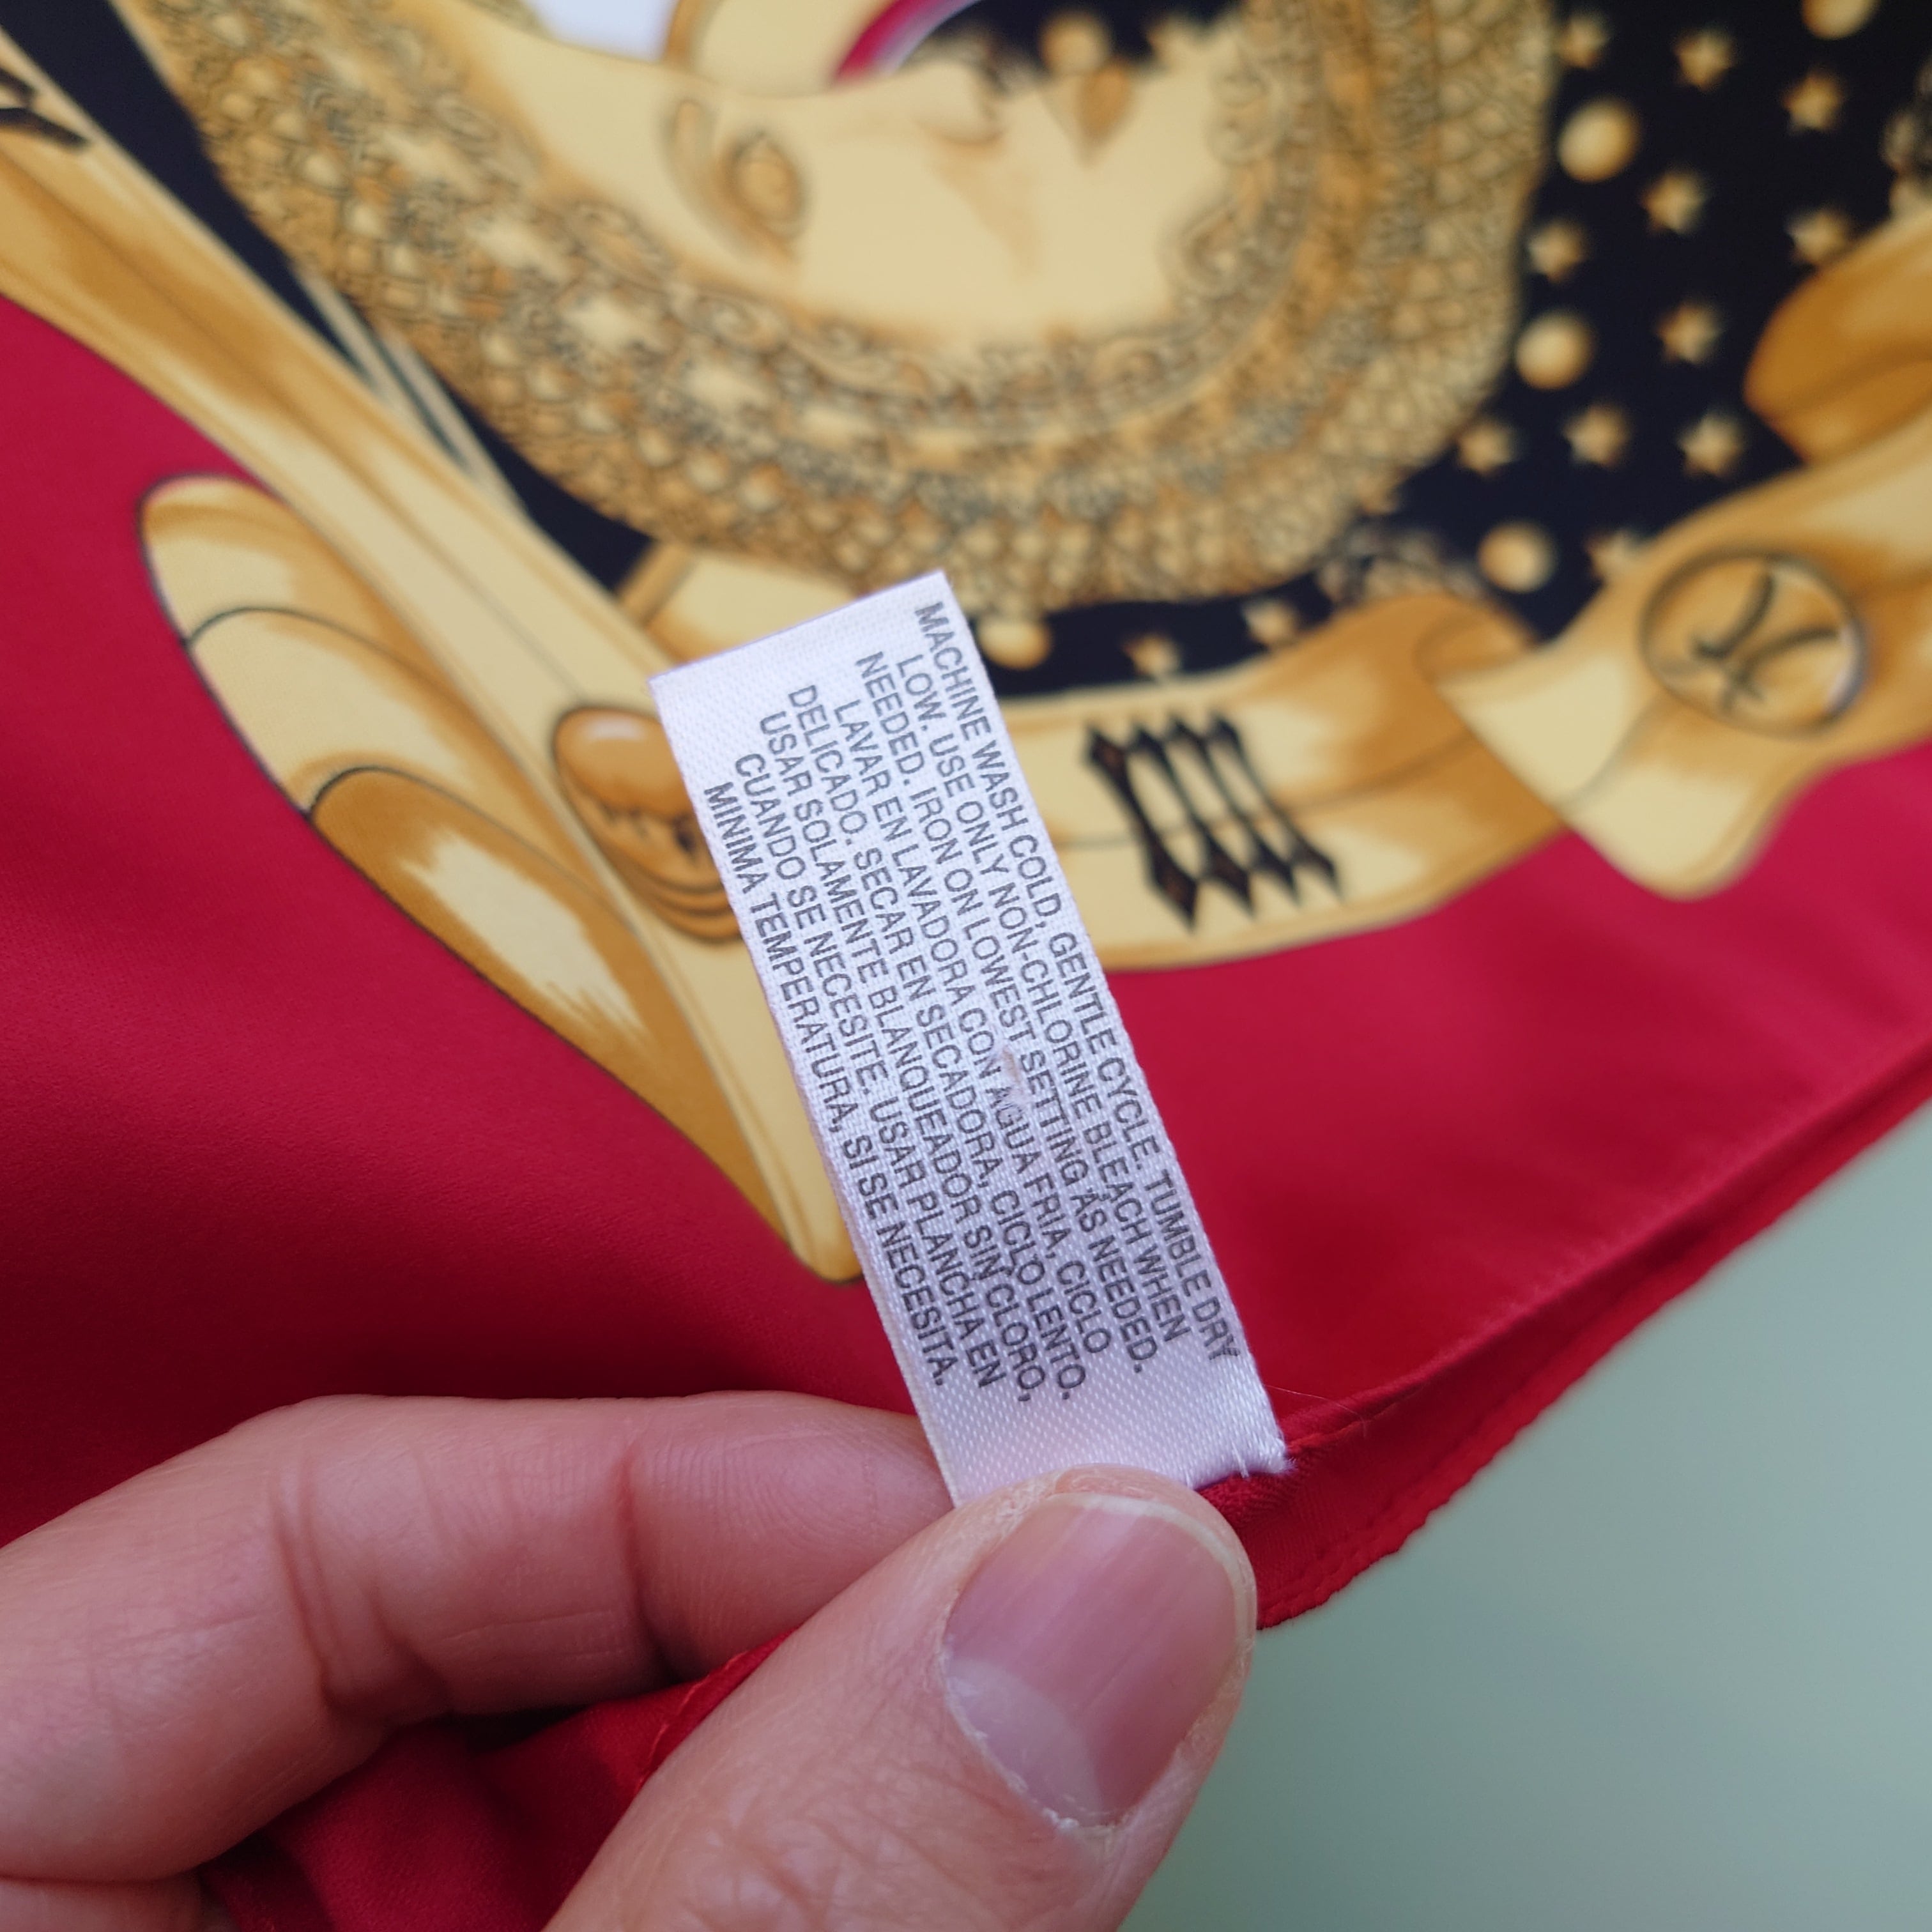 MACHINE WASH COLD, GENTLE CYCLE. TUMBLE DRY
LOW. USE ONLY NON-CHLORINE BLEACH WHEN
NEEDED. IRON ON LOWEST SETTING AS NEEDED.
LAVAR EN LAVADORA CON AGUA FRIA, CICLO
DELICADO. SECAR EN SECADORA, CICLO LENTO.
USAR SOLAMENTE BLANQUEADOR SIN CLORO,
CUANDO SE NECESITE. USAR PLANCHA EN
MINIMA TEMPERATURA, SI SE NECESITA.
IIII